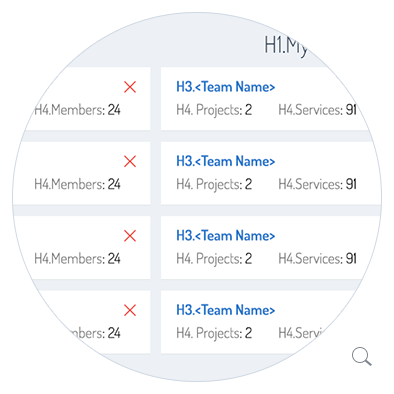 H1.My
H3.<Team Name>
H4.Members: 24 H4. Projects: 2 H4.Services: 91
H3.<Team Name>
H4.Members: 24 H4. Projects: 2 H4.Services: 91
H3.<Team Name>
H4.Members: 24 H4. Projects: 2 H4.Services: 91
H3.<Team Name>
mbers: 24 H4. Projects: 2 H4.Servi